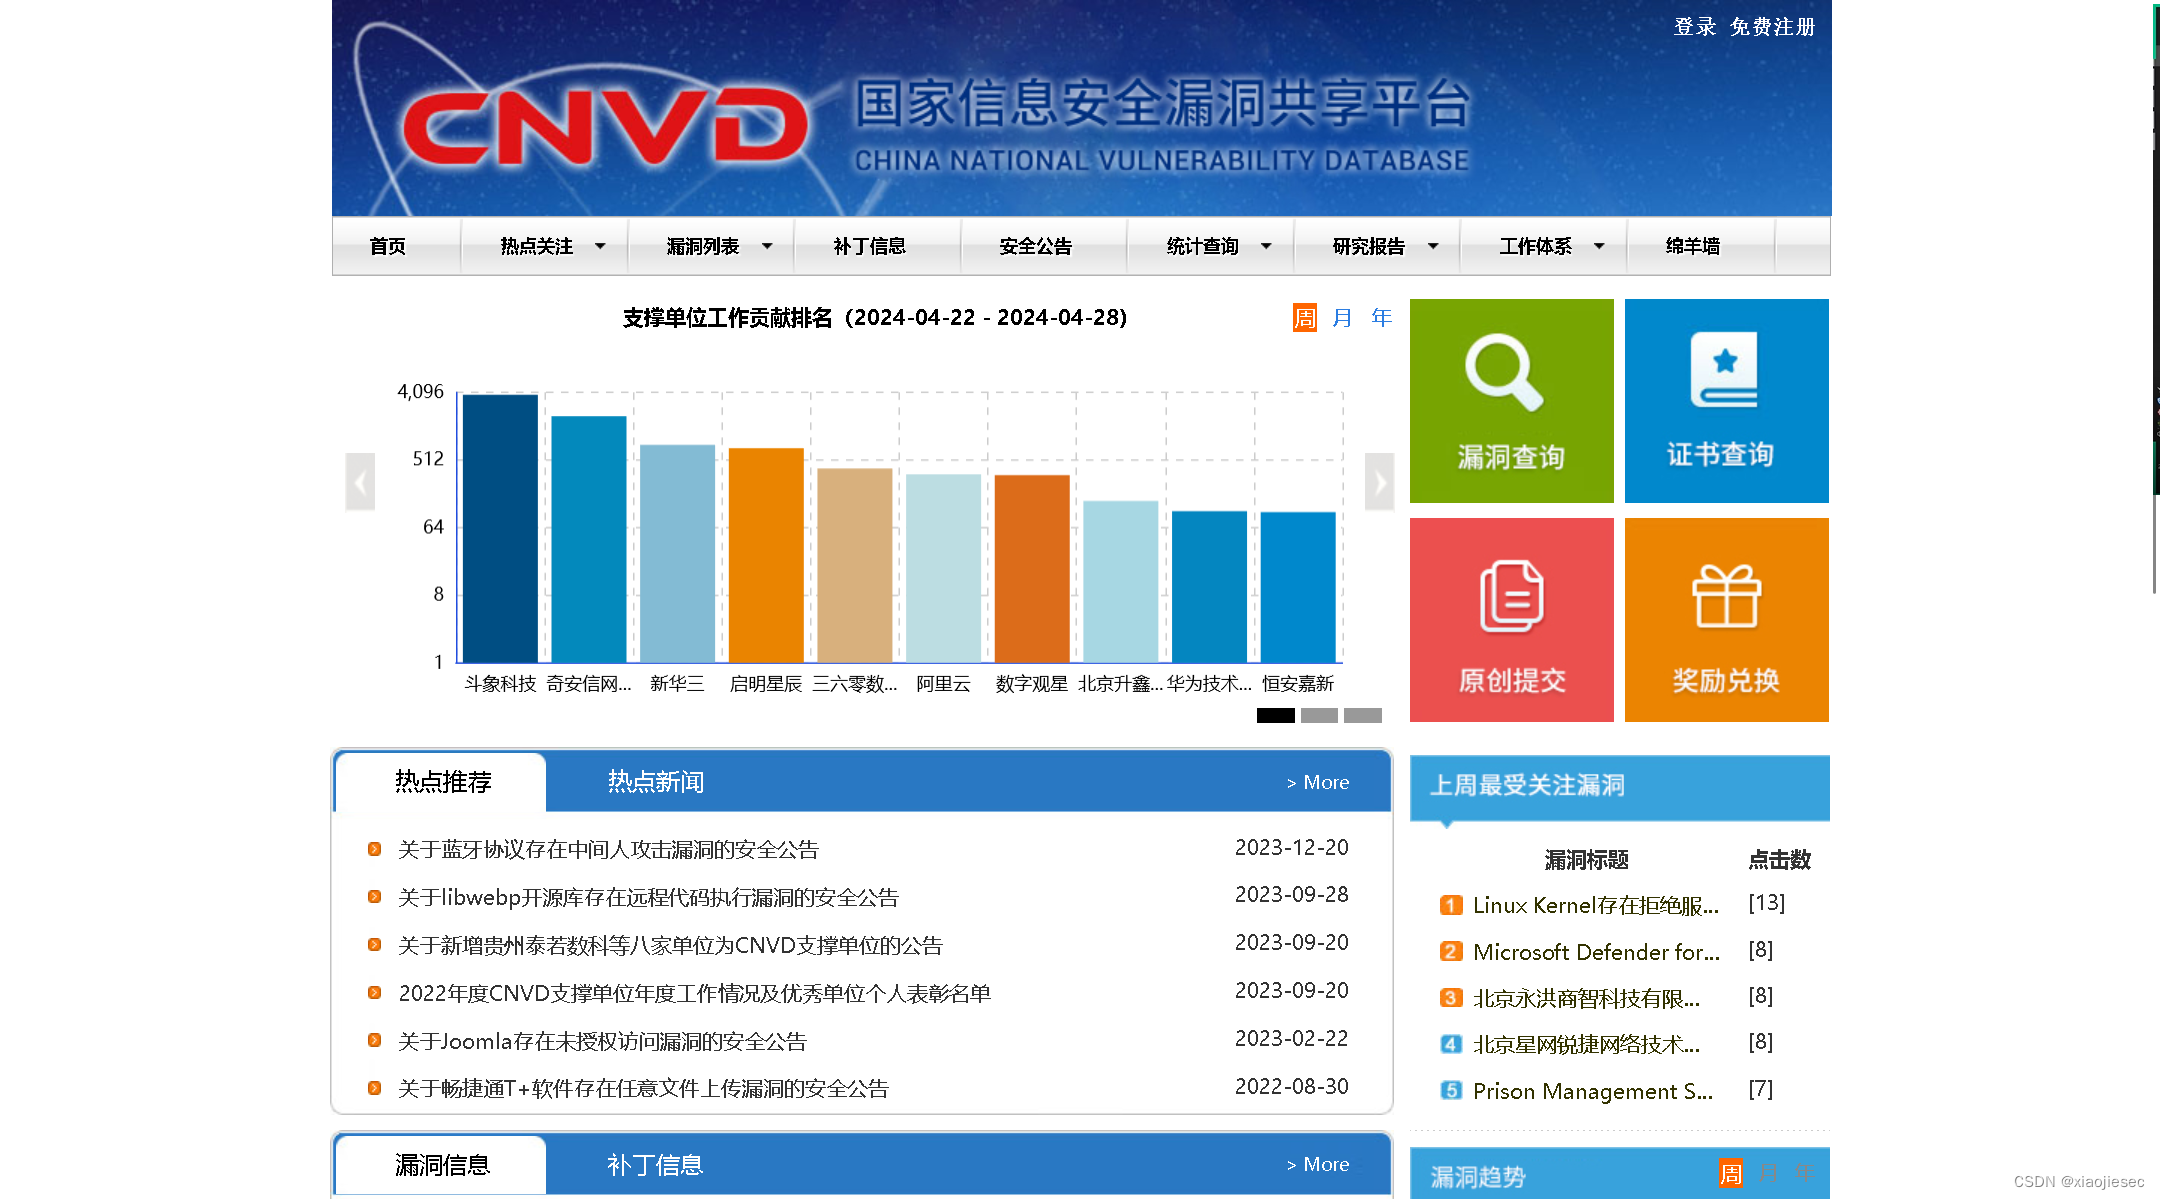 登录 免费注册
CNVD 国家信息安全漏洞共享平台
CHINA NATIONAL VULNERABILITY DATABASE
首页 热点关注 漏洞列表 补丁信息 安全公告 统计查询 研究报告 工作体系 绵羊墙
支撑单位工作贡献排名（2024-04-22 - 2024-04-28） 周 月 年
4,096
512
64
8
1
斗象科技 奇安信网... 新华三 启明星辰 三六零数... 阿里云 数字观星 北京升鑫... 华为技术... 恒安嘉新
漏洞查询 证书查询
原创提交 奖励兑换
热点推荐 热点新闻 > More
关于蓝牙协议存在中间人攻击漏洞的安全公告 2023-12-20
关于libwebp开源库存在远程代码执行漏洞的安全公告 2023-09-28
关于新增贵州泰若数科等八家单位为CNVD支撑单位的公告 2023-09-20
2022年度CNVD支撑单位年度工作情况及优秀单位个人表彰名单 2023-09-20
关于Joomla存在未授权访问漏洞的安全公告 2023-02-22
关于畅捷通T+软件存在任意文件上传漏洞的安全公告 2022-08-30
上周最受关注漏洞
漏洞标题 点击数
1 Linux Kernel存在拒绝服... [13]
2 Microsoft Defender for... [8]
3 北京永洪商智科技有限... [8]
4 北京星网锐捷网络技术... [8]
5 Prison Management S... [7]
漏洞信息 补丁信息 > More
漏洞趋势 周 月 年
CSDN @xiaojiesec